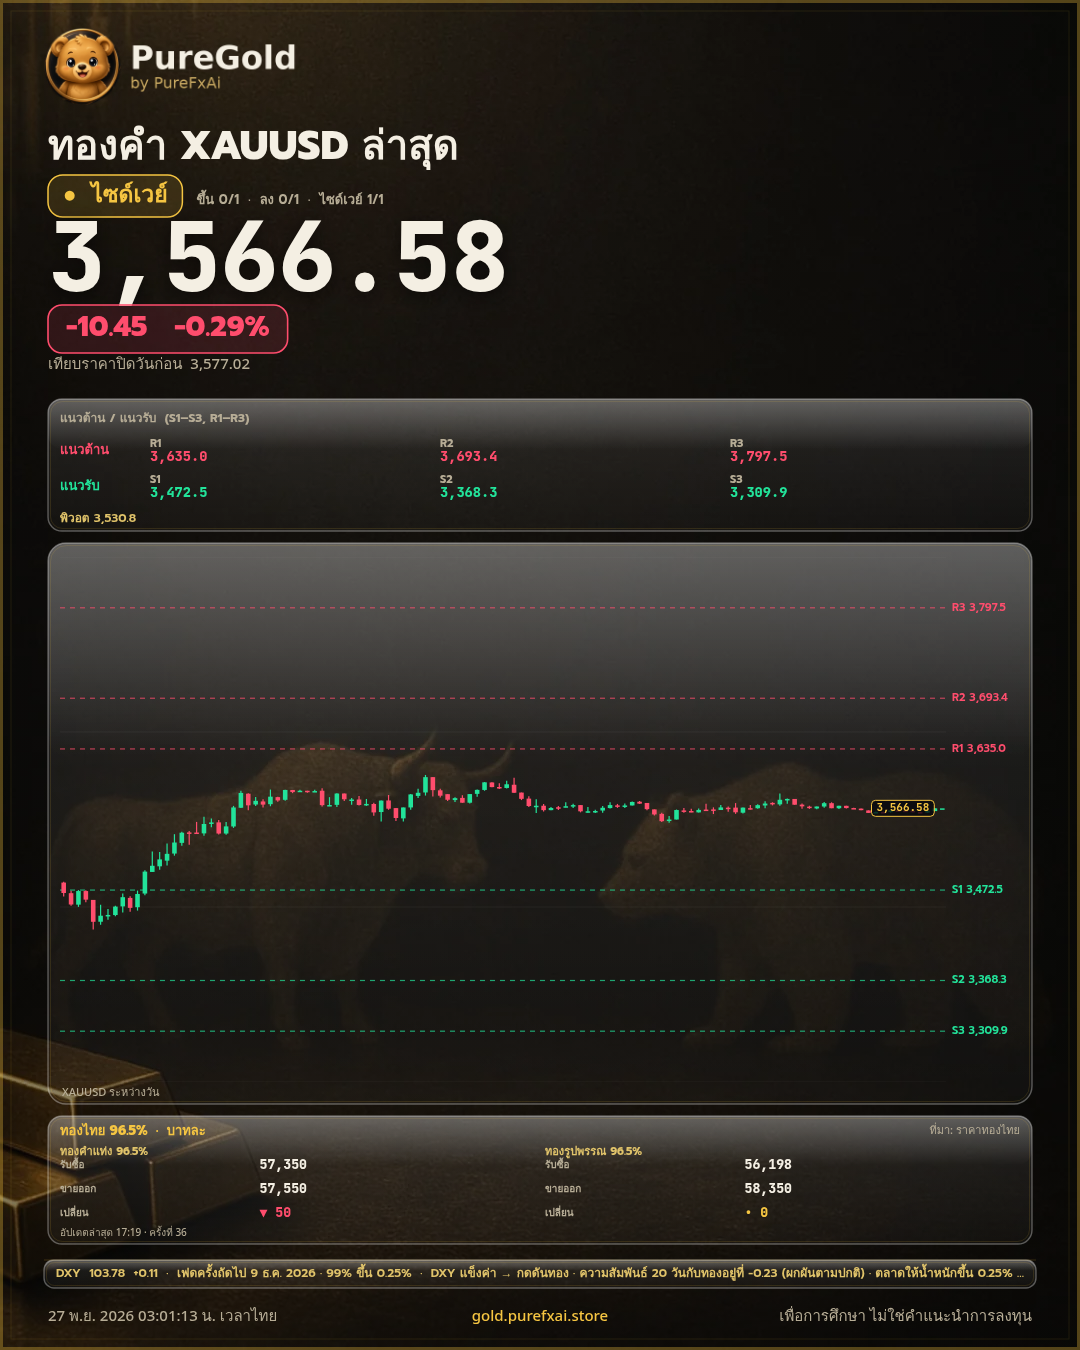 PureGold
by PureFxAi
ทองคำ XAUUSD ล่าสุด
• ไซด์เวย์ ขึ้น 0/1 · ลง 0/1 · ไซด์เวย์ 1/1
3,566.58
-10.45 -0.29%
เทียบราคาปิดวันก่อน 3,577.02
แนวต้าน / แนวรับ (S1–S3, R1–R3)
R1 R2 R3
แนวต้าน 3,635.0 3,693.4 3,797.5
S1 S2 S3
แนวรับ 3,472.5 3,368.3 3,309.9
พิวอต 3,530.8
R3 3,797.5
R2 3,693.4
R1 3,635.0
3,566.58
S1 3,472.5
S2 3,368.3
S3 3,309.9
XAUUSD ระหว่างวัน
ทองไทย 96.5% · บาทละ ที่มา: ราคาทองไทย
ทองคำแท่ง 96.5% ทองรูปพรรณ 96.5%
รับซื้อ 57,350 รับซื้อ 56,198
ขายออก 57,550 ขายออก 58,350
เปลี่ยน ▼ 50 เปลี่ยน • 0
อัปเดตล่าสุด 17:19 · ครั้งที่ 36
DXY 103.78 +0.11 · เฟดครั้งถัดไป 9 ธ.ค. 2026 · 99% ขึ้น 0.25% · DXY แข็งค่า → กดดันทอง · ความสัมพันธ์ 20 วันกับทองอยู่ที่ -0.23 (ผกผันตามปกติ) · ตลาดให้น้ำหนักขึ้น 0.25% ...
27 พ.ย. 2026 03:01:13 น. เวลาไทย gold.purefxai.store เพื่อการศึกษา ไม่ใช่คำแนะนำการลงทุน